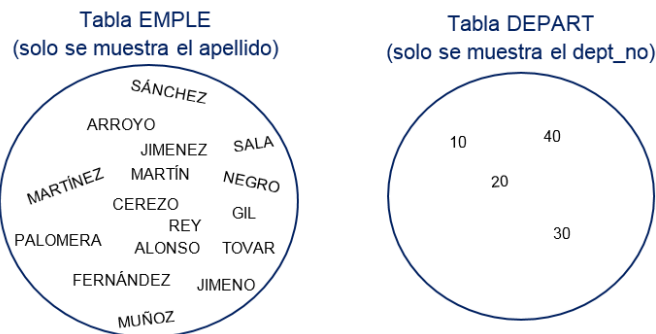 Tabla EMPLE
(solo se muestra el apellido)
SÁNCHEZ
ARROYO
JIMENEZ
SALA
MARTÍNEZ
MARTÍN
NEGRO
CEREZO
GIL
REY
PALOMERA
ALONSO
TOVAR
FERNÁNDEZ
JIMENO
MUÑOZ
Tabla DEPART
(solo se muestra el dept_no)
10
40
20
30